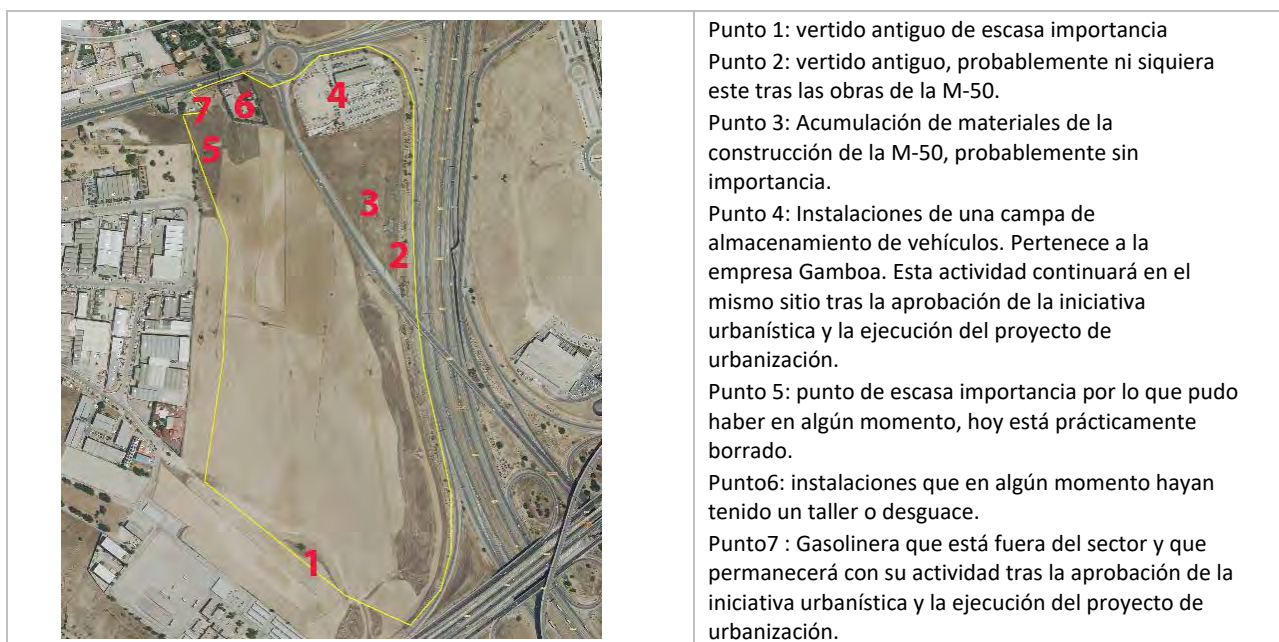 7
6
4
5
3
2
1
Punto 1: vertido antiguo de escasa importancia
Punto 2: vertido antiguo, probablemente ni siquiera
este tras las obras de la M-50.
Punto 3: Acumulación de materiales de la
construcción de la M-50, probablemente sin
importancia.
Punto 4: Instalaciones de una campa de
almacenamiento de vehículos. Pertenece a la
empresa Gamboa. Esta actividad continuará en el
mismo sitio tras la aprobación de la iniciativa
urbanística y la ejecución del proyecto de
urbanización.
Punto 5: punto de escasa importancia por lo que pudo
haber en algún momento, hoy está prácticamente
borrado.
Punto6: instalaciones que en algún momento hayan
tenido un taller o desguace.
Punto7 : Gasolinera que está fuera del sector y que
permanecerá con su actividad tras la aprobación de la
iniciativa urbanística y la ejecución del proyecto de
urbanización.